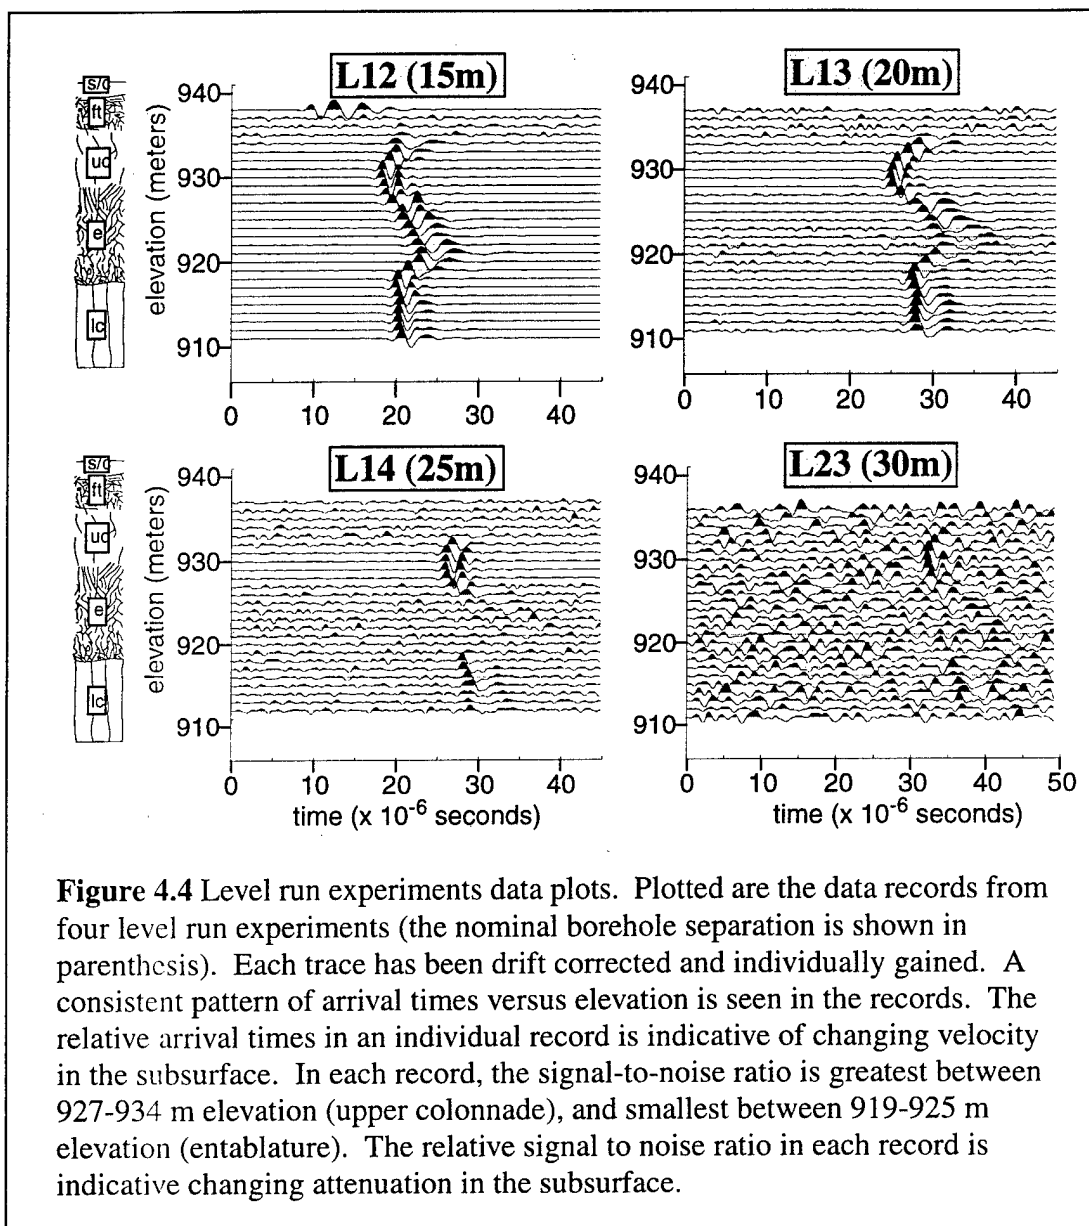 L12 (15m)
L13 (20m)
s/c
ft
uc
e
lc
elevation (meters)
940
930
920
910
0 10 20 30 40
940
930
920
910
0 10 20 30 40
L14 (25m)
L23 (30m)
s/c
ft
uc
e
lc
elevation (meters)
940
930
920
910
0 10 20 30 40
time (x 10-6 seconds)
940
930
920
910
0 10 20 30 40 50
time (x 10-6 seconds)
Figure 4.4 Level run experiments data plots. Plotted are the data records from
four level run experiments (the nominal borehole separation is shown in
parenthesis). Each trace has been drift corrected and individually gained. A
consistent pattern of arrival times versus elevation is seen in the records. The
relative arrival times in an individual record is indicative of changing velocity
in the subsurface. In each record, the signal-to-noise ratio is greatest between
927-934 m elevation (upper colonnade), and smallest between 919-925 m
elevation (entablature). The relative signal to noise ratio in each record is
indicative changing attenuation in the subsurface.